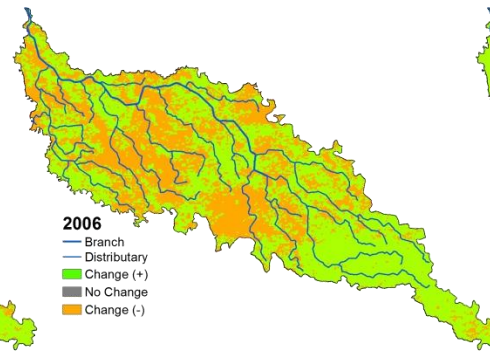 2006
Branch
Distributary
Change (+)
No Change
Change (-)